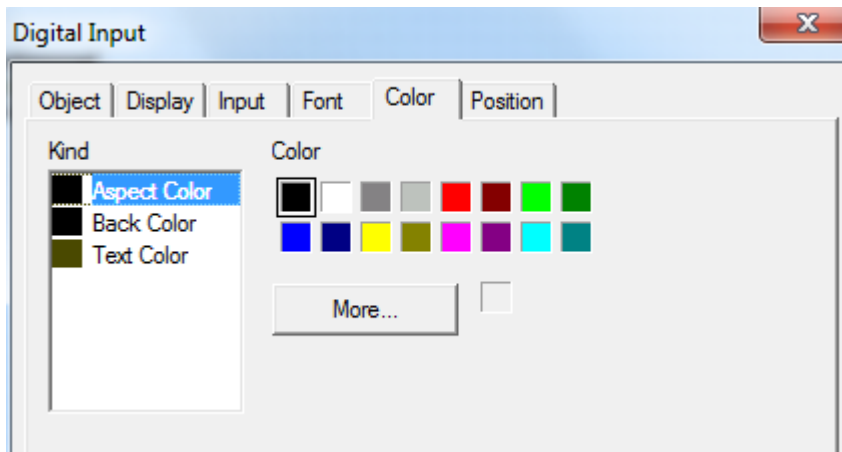 Digital Input
Object Display Input Font Color Position
Kind Color
Aspect Color
Back Color
Text Color
More...